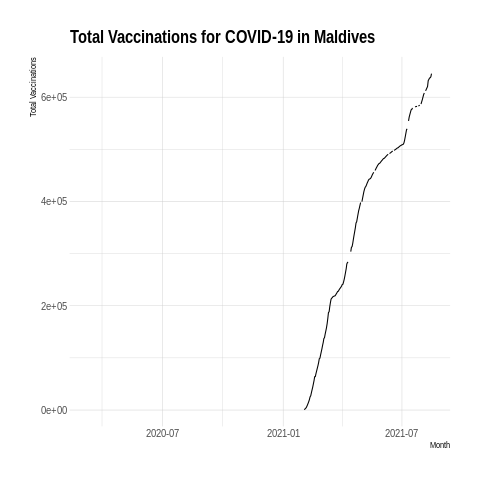 Total Vaccinations for COVID-19 in Maldives
Total Vaccinations
6e+05
4e+05
2e+05
0e+00
2020-07 2021-01 2021-07
Month